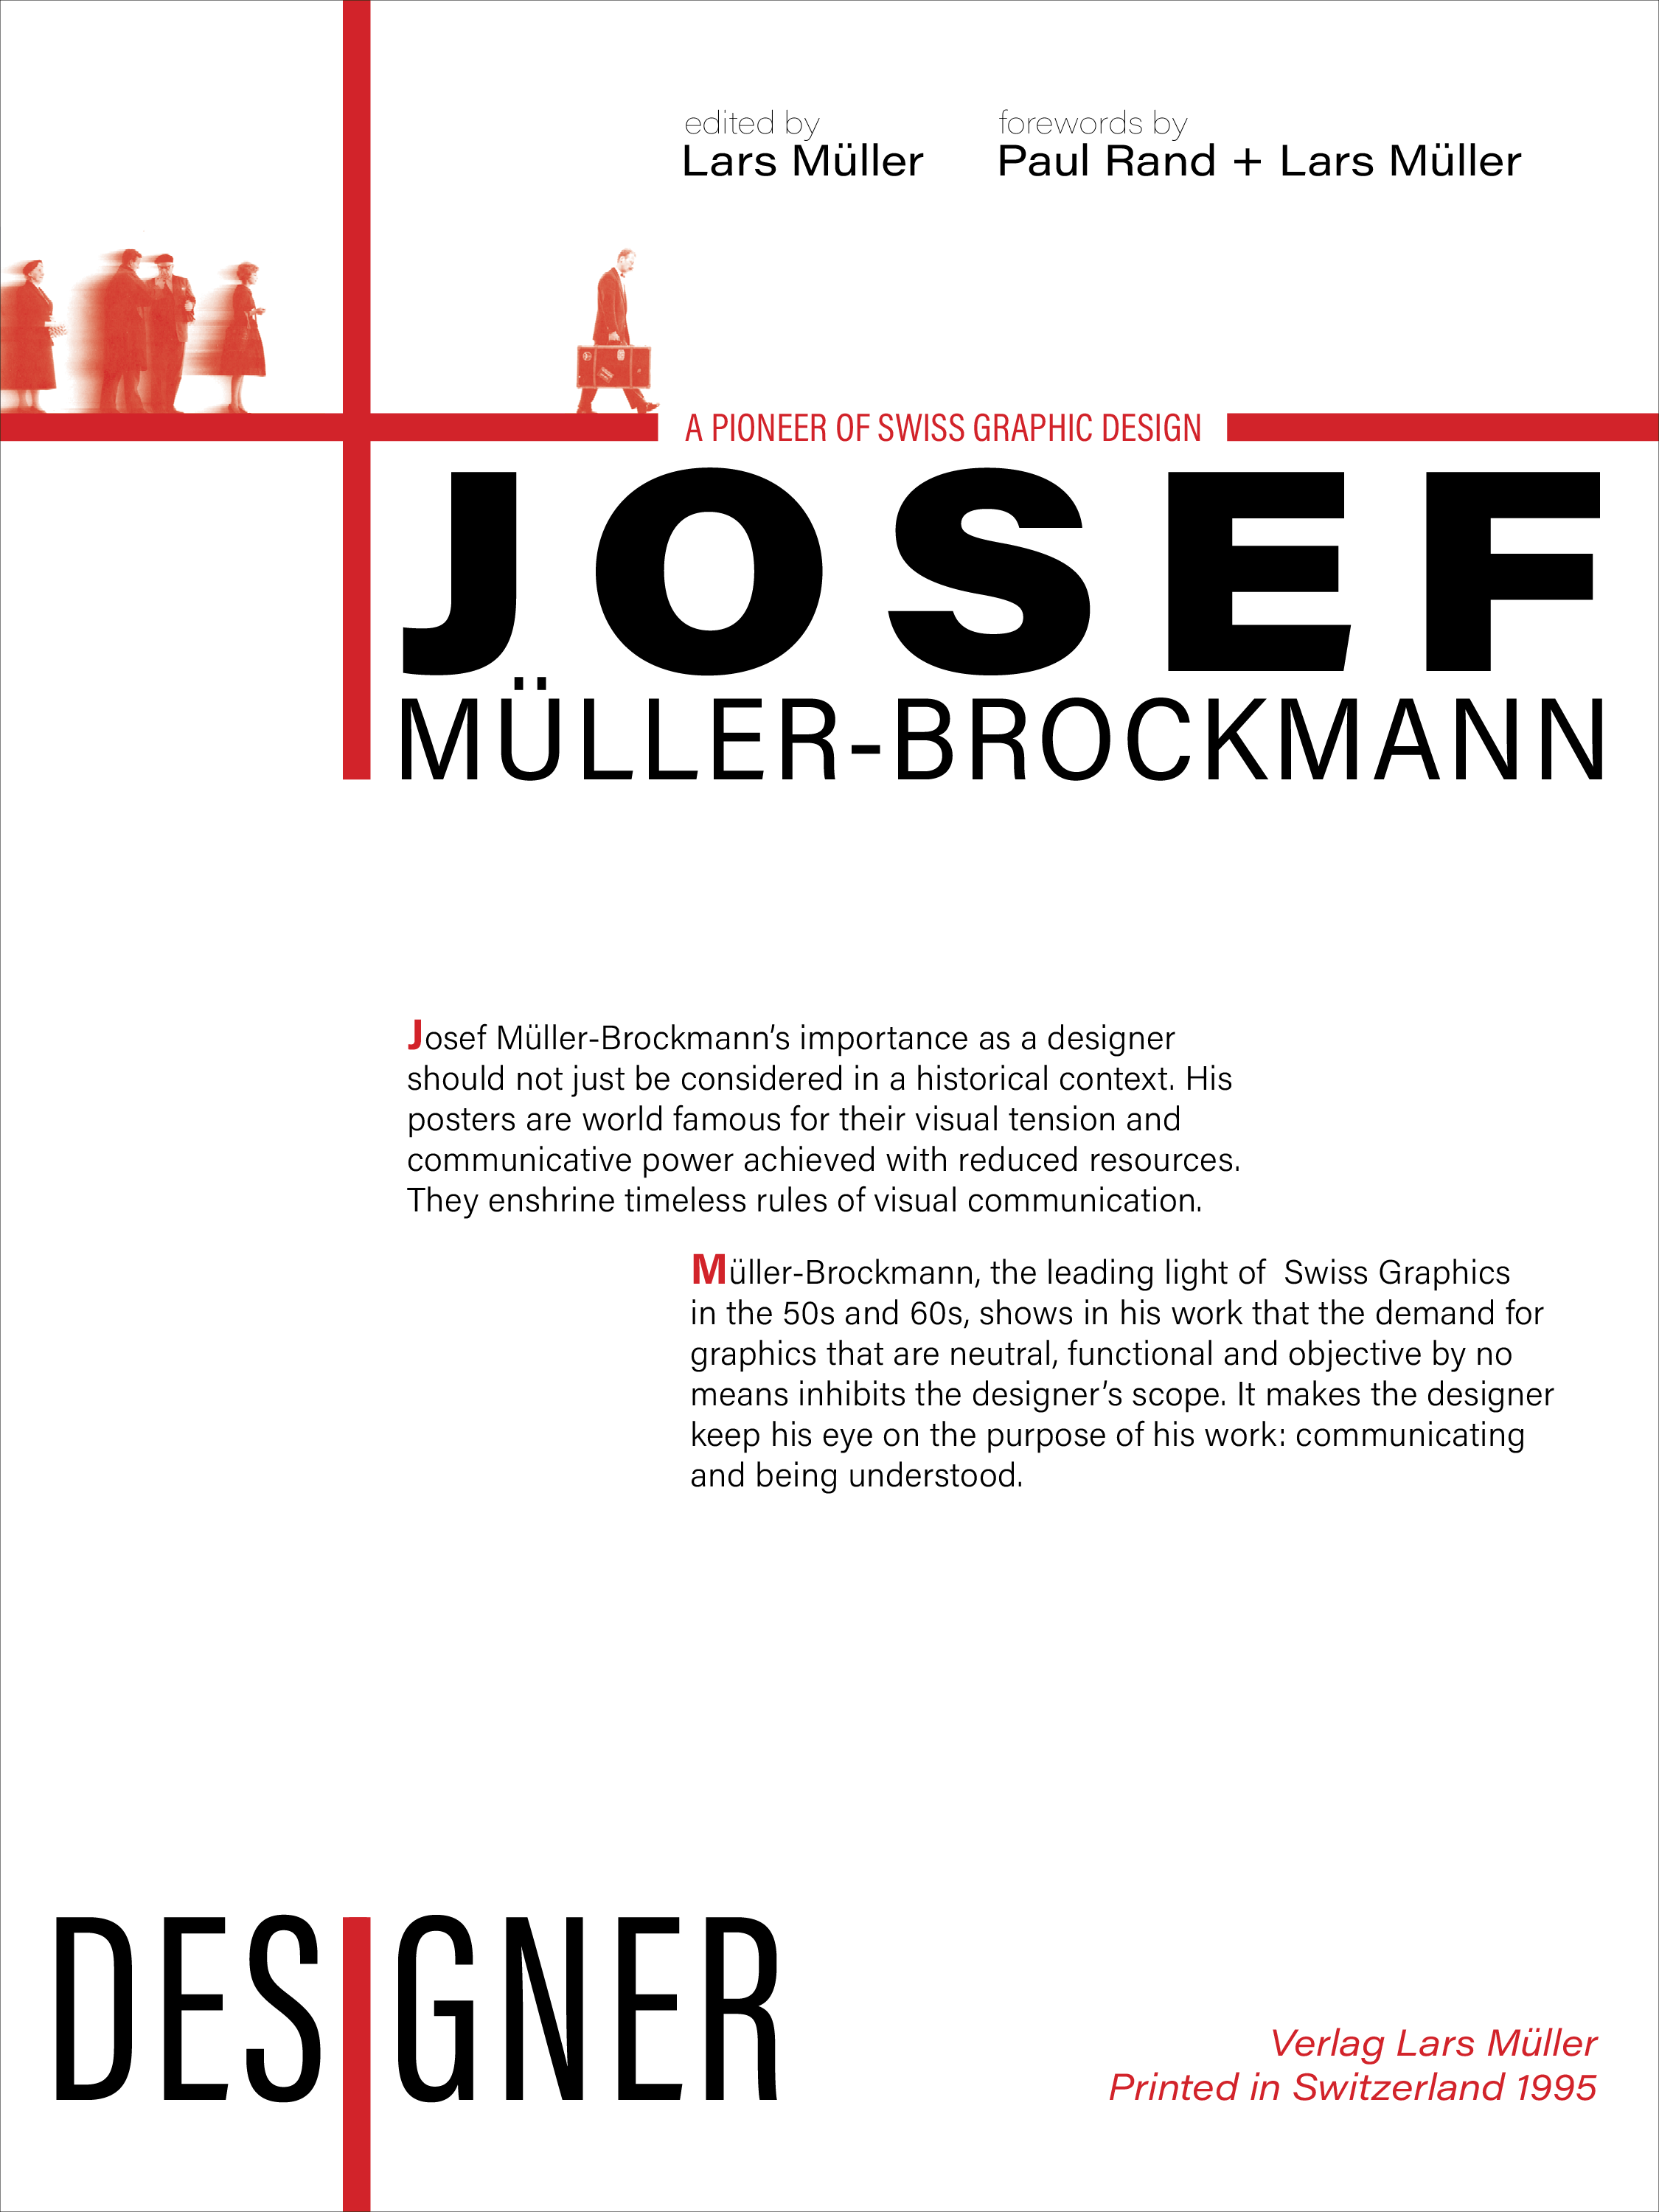 edited by
Lars Müller
forewords by
Paul Rand + Lars Müller
A PIONEER OF SWISS GRAPHIC DESIGN
JOSEF
MÜLLER-BROCKMANN
Josef Müller-Brockmann’s importance as a designer
should not just be considered in a historical context. His
posters are world famous for their visual tension and
communicative power achieved with reduced resources.
They enshrine timeless rules of visual communication.
Müller-Brockmann, the leading light of  Swiss Graphics
in the 50s and 60s, shows in his work that the demand for
graphics that are neutral, functional and objective by no
means inhibits the designer’s scope. It makes the designer
keep his eye on the purpose of his work: communicating
and being understood.
DESIGNER
Verlag Lars Müller
Printed in Switzerland 1995